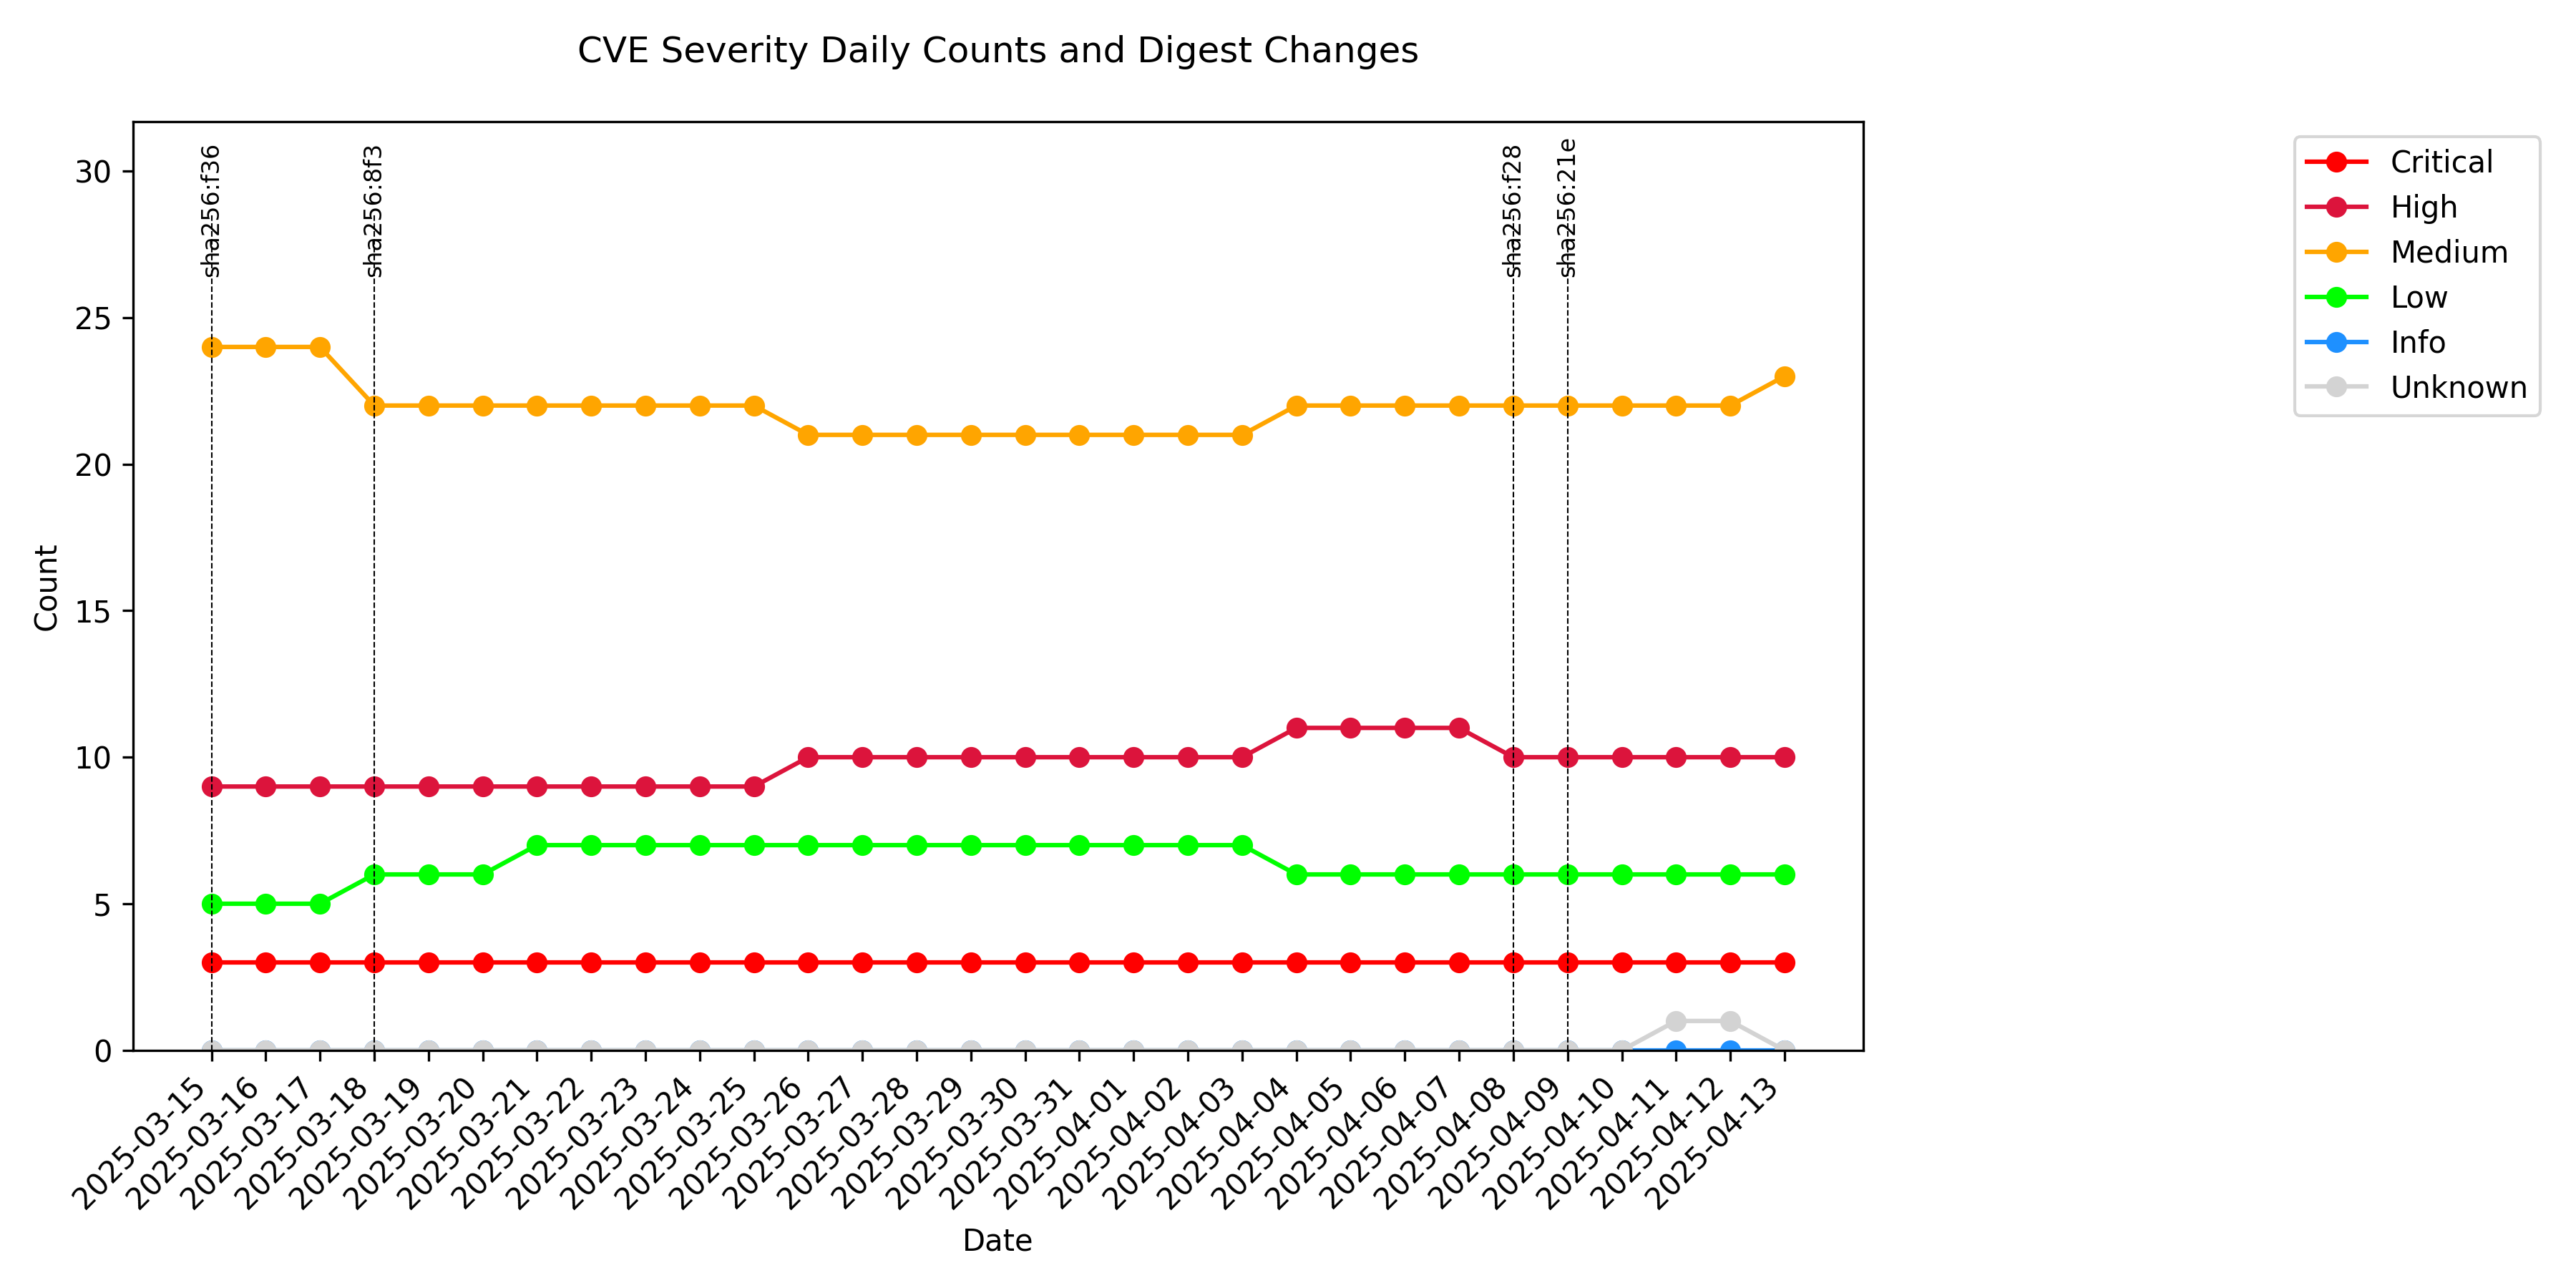 CVE Severity Daily Counts and Digest Changes
sha256:f36
sha256:8f3
sha256:f28
sha256:21e
Critical
High
Medium
Low
Info
Unknown
30
25
20
15
10
5
0
Count
2025-03-15
2025-03-16
2025-03-17
2025-03-18
2025-03-19
2025-03-20
2025-03-21
2025-03-22
2025-03-23
2025-03-24
2025-03-25
2025-03-26
2025-03-27
2025-03-28
2025-03-29
2025-03-30
2025-03-31
2025-04-01
2025-04-02
2025-04-03
2025-04-04
2025-04-05
2025-04-06
2025-04-07
2025-04-08
2025-04-09
2025-04-10
2025-04-11
2025-04-12
2025-04-13
Date